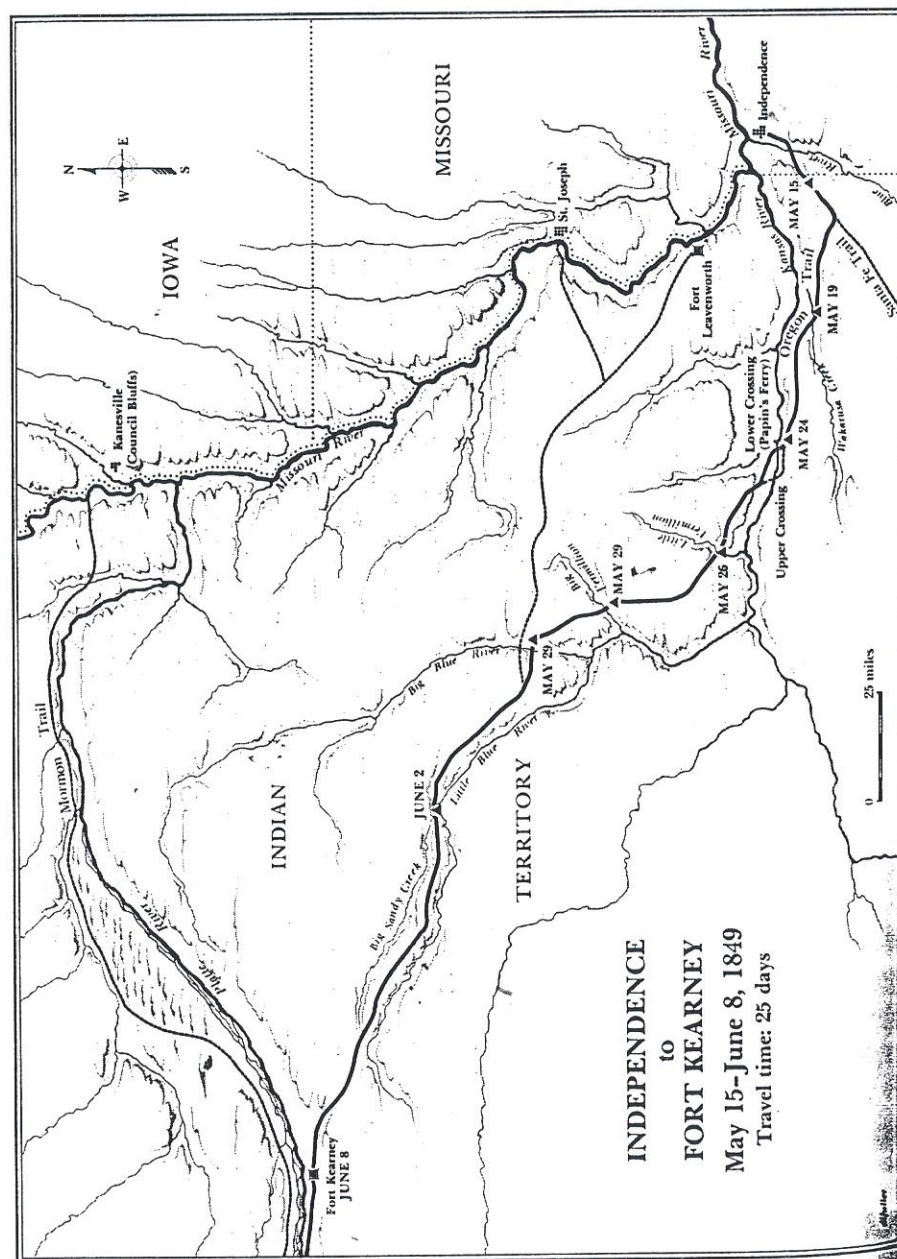 N
W E
S
IOWA
MISSOURI
Kanesville
(Council Bluffs)
Missouri River
Mormon Trail
Platte River
INDIAN
TERRITORY
St. Joseph
Fort
Leavenworth
Missouri River
Independence
Blue River
MAY 15
Santa Fe Trail
Kansas River
Oregon Trail
MAY 19
Wakarusa
Lower Crossing
(Papin's Ferry)
MAY 24
Upper Crossing
Little Vermillion
MAY 26
Big Vermillion
MAY 29
MAY 29
Big Blue River
Little Blue River
JUNE 2
Big Sandy Creek
Fort Kearney
JUNE 8
0 25 miles
INDEPENDENCE
to
FORT KEARNEY
May 15–June 8, 1849
Travel time: 25 days